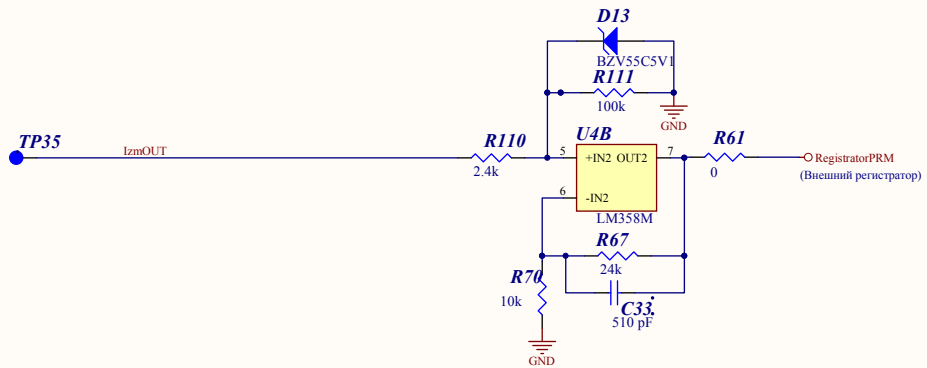 D13
BZV55C5V1
R111
100k
GND
TP35
IzmOUT
R110
2.4k
U4B
5
+IN2 OUT2
7
6
-IN2
LM358M
R61
0
RegistratorPRM
(Внешний регистратор)
R67
24k
R70
10k
C33
510 pF
GND